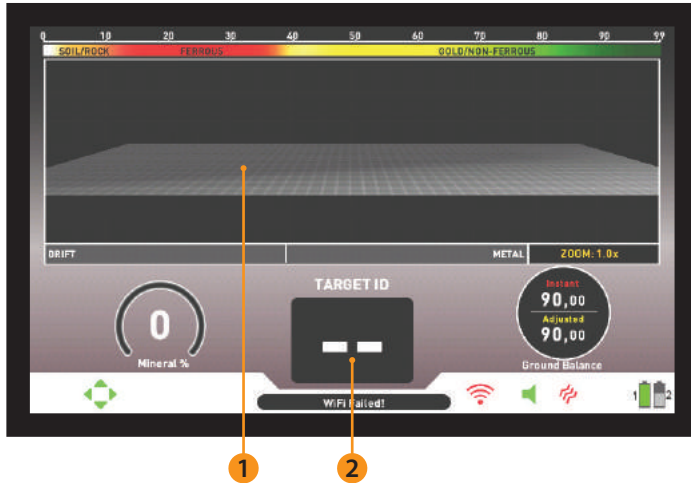 0 10 20 30 40 50 60 70 80 90 99
SOIL/ROCK FERROUS GOLD/NON-FERROUS
DRIFT METAL ZOOM: 1.0x
TARGET ID
Instant
90,00
Adjusted
90,00
Ground Balance
0
Mineral %
WiFi Failed!
1 2
1 2